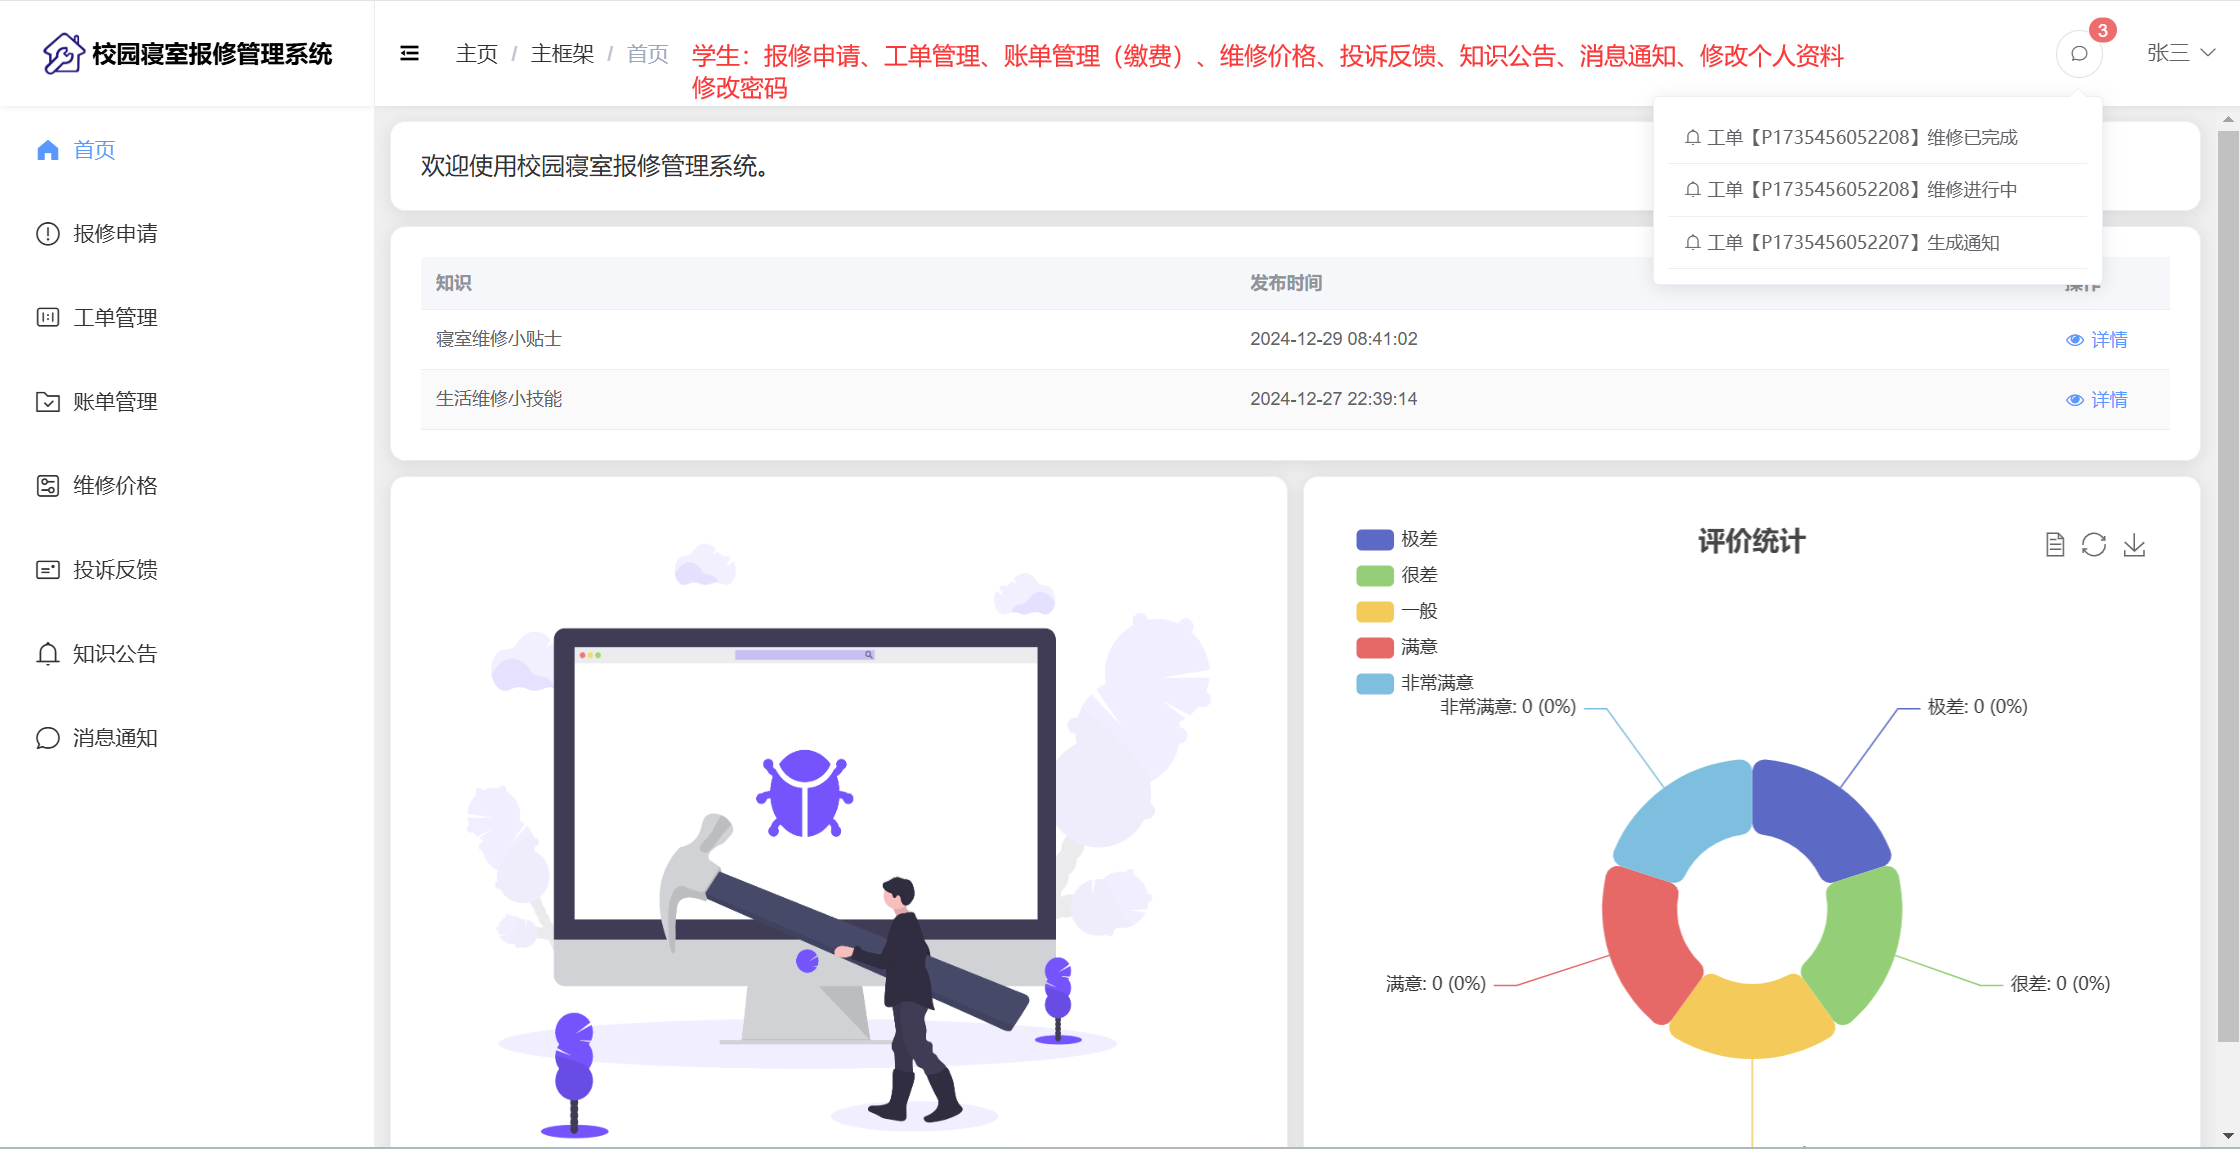 校园寝室报修管理系统
主页 / 主框架 / 首页
学生：报修申请、工单管理、账单管理（缴费）、维修价格、投诉反馈、知识公告、消息通知、修改个人资料
修改密码
3
张三
首页
报修申请
工单管理
账单管理
维修价格
投诉反馈
知识公告
消息通知
欢迎使用校园寝室报修管理系统。
工单【P1735456052208】维修已完成
工单【P1735456052208】维修进行中
工单【P1735456052207】生成通知
知识 发布时间 操作
寝室维修小贴士 2024-12-29 08:41:02 详情
生活维修小技能 2024-12-27 22:39:14 详情
评价统计
极差
很差
一般
满意
非常满意
非常满意: 0 (0%)
极差: 0 (0%)
满意: 0 (0%)
很差: 0 (0%)